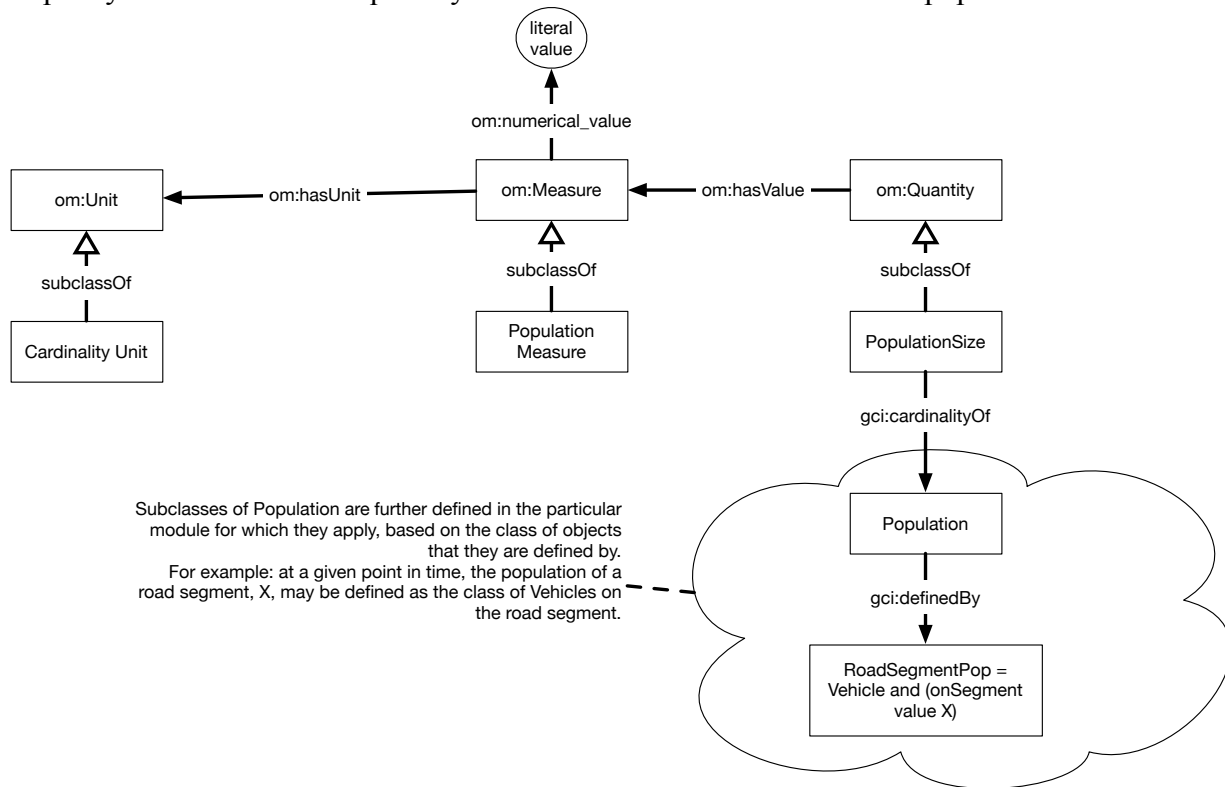 literal
value
om:numerical_value
om:Unit
om:hasUnit
om:Measure
om:hasValue
om:Quantity
subclassOf
subclassOf
subclassOf
Cardinality Unit
Population
Measure
PopulationSize
gci:cardinalityOf
Subclasses of Population are further defined in the particular
module for which they apply, based on the class of objects
that they are defined by.
For example: at a given point in time, the population of a
road segment, X, may be defined as the class of Vehicles on
the road segment.
Population
gci:definedBy
RoadSegmentPop =
Vehicle and (onSegment
value X)